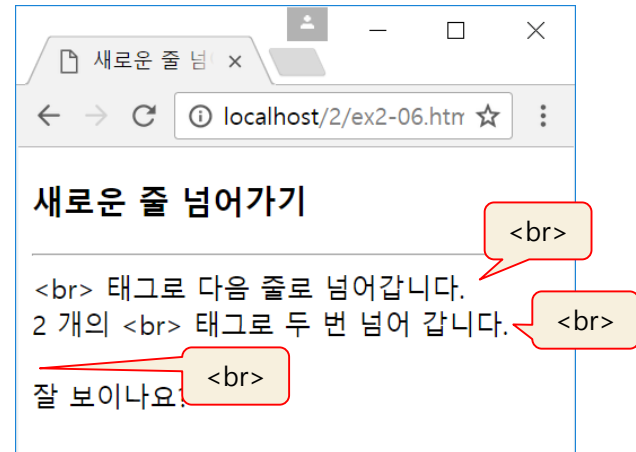 새로운 줄 넘
localhost/2/ex2-06.htm
새로운 줄 넘어가기
<br>
<br> 태그로 다음 줄로 넘어갑니다.
2 개의 <br> 태그로 두 번 넘어 갑니다.
<br>
<br>
잘 보이나요?